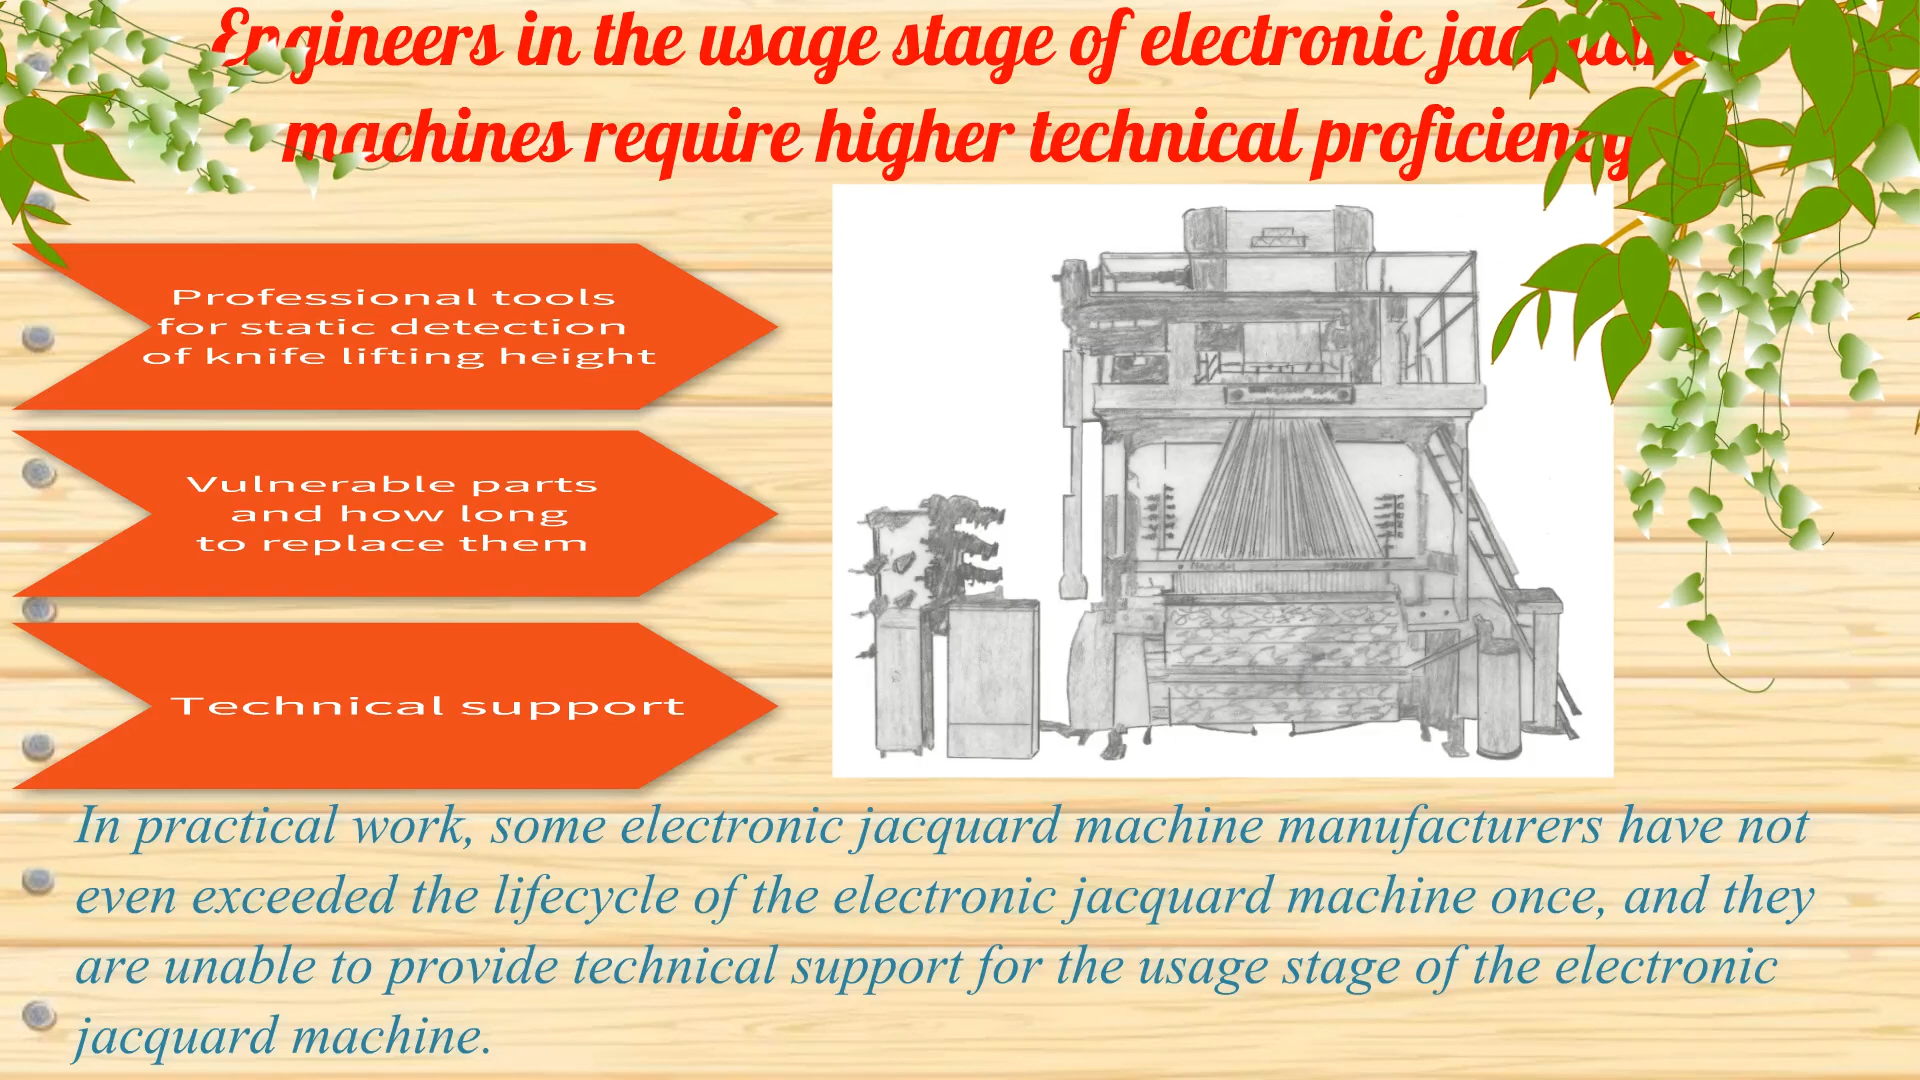 Engineers in the usage stage of electronic jacquard
machines require higher technical proficiency
Professional tools
for static detection
of knife lifting height
Vulnerable parts
and how long
to replace them
Technical support
In practical work, some electronic jacquard machine manufacturers have not
even exceeded the lifecycle of the electronic jacquard machine once, and they
are unable to provide technical support for the usage stage of the electronic
jacquard machine.